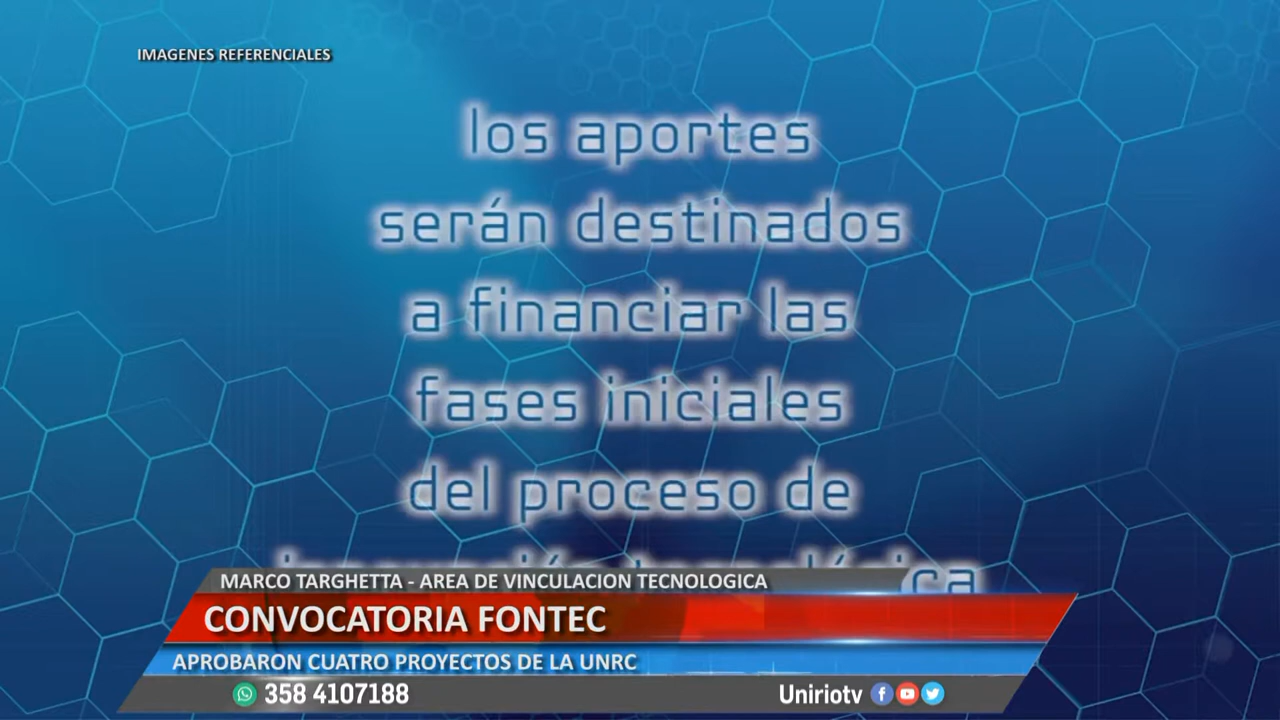 IMAGENES REFERENCIALES
los aportes
serán destinados
a financiar las
fases iniciales
del proceso de
MARCO TARGHETTA - AREA DE VINCULACION TECNOLOGICA
CONVOCATORIA FONTEC
APROBARON CUATRO PROYECTOS DE LA UNRC
358 4107188
Unriotv